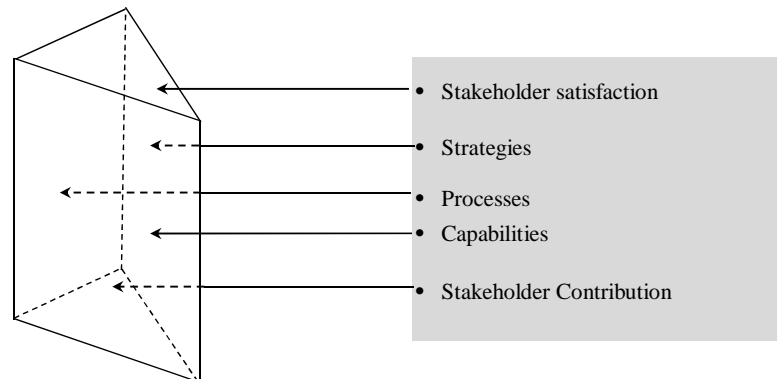 • Stakeholder satisfaction
• Strategies
• Processes
• Capabilities
• Stakeholder Contribution